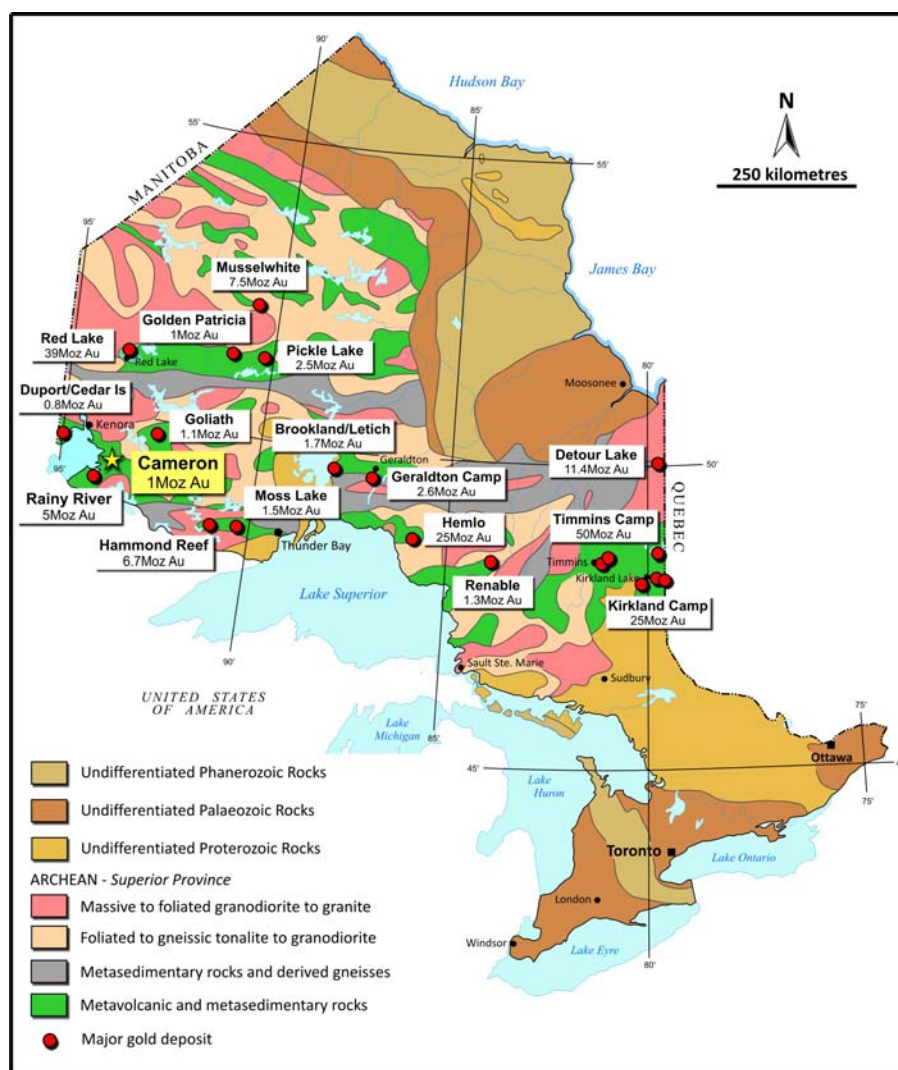 90'
Hudson Bay
85'
N
250 kilometres
55'
55'
MANITOBA
95'
James Bay
Musselwhite
7.5Moz Au
Golden Patricia
1Moz Au
Red Lake
39Moz Au
Red Lake
Pickle Lake
2.5Moz Au
80'
Moosonee
Duport/Cedar Is
0.8Moz Au
Kenora
Goliath
1.1Moz Au
Brookland/Letich
1.7Moz Au
Geraldton
Detour Lake
11.4Moz Au
50'
95'
Cameron
1Moz Au
Geraldton Camp
2.6Moz Au
QUEBEC
Rainy River
5Moz Au
Moss Lake
1.5Moz Au
Hemlo
25Moz Au
Timmins Camp
50Moz Au
Hammond Reef
6.7Moz Au
Thunder Bay
Timmins
Kirkland Lake
Renable
1.3Moz Au
Kirkland Camp
25Moz Au
Lake Superior
90'
Sault Ste. Marie
Sudbury
UNITED STATES
OF AMERICA
Lake
Michigan
85'
75'
Ottawa
45'
75'
Lake
Huron
Toronto
Lake Ontario
London
Windsor
Lake Eyre
80'
Undifferentiated Phanerozoic Rocks
Undifferentiated Palaeozoic Rocks
Undifferentiated Proterozoic Rocks
ARCHEAN - Superior Province
Massive to foliated granodiorite to granite
Foliated to gneissic tonalite to granodiorite
Metasedimentary rocks and derived gneisses
Metavolcanic and metasedimentary rocks
Major gold deposit